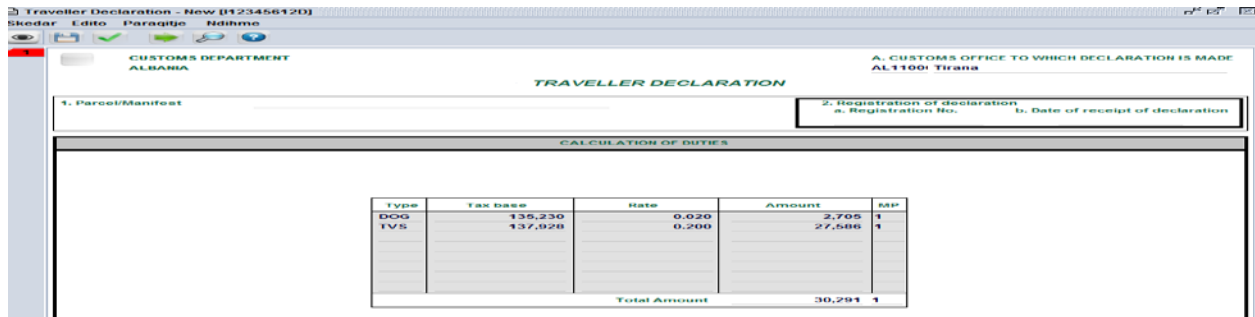 Traveller Declaration - New [I12345612D]
Skedar Edito Paraqitje Ndihme
1
CUSTOMS DEPARTMENT
ALBANIA
A. CUSTOMS OFFICE TO WHICH DECLARATION IS MADE
AL1100 Tirana
TRAVELLER DECLARATION
1. Parcel/Manifest
2. Registration of declaration
a. Registration No. b. Date of receipt of declaration
CALCULATION OF DUTIES
Type Tax base Rate Amount MP
DOG 135,230 0.020 2,705 1
TVS 137,928 0.200 27,586 1
Total Amount 30,291 1